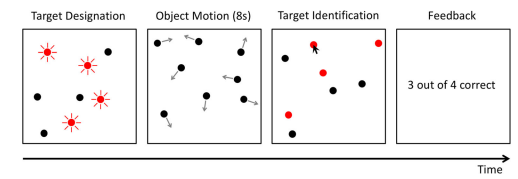 Target Designation
Object Motion (8s)
Target Identification
Feedback
3 out of 4 correct
Time